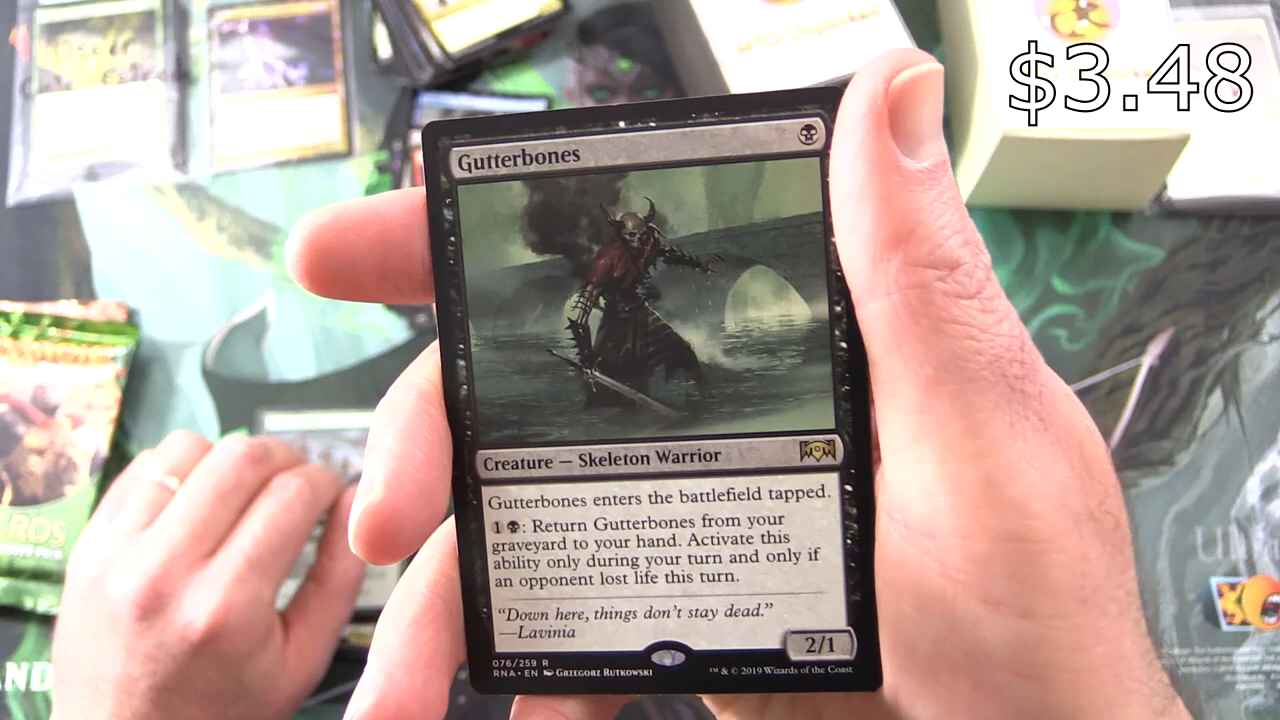 MTG Unpacked
$3.48
Gutterbones
Creature — Skeleton Warrior
Gutterbones enters the battlefield tapped.
1: Return Gutterbones from your
graveyard to your hand. Activate this
ability only during your turn and only if
an opponent lost life this turn.
“Down here, things don’t stay dead.”
—Lavinia
2/1
076/259 R
RNA • EN Grzegorz Rutkowski
™ & © 2019 Wizards of the Coast